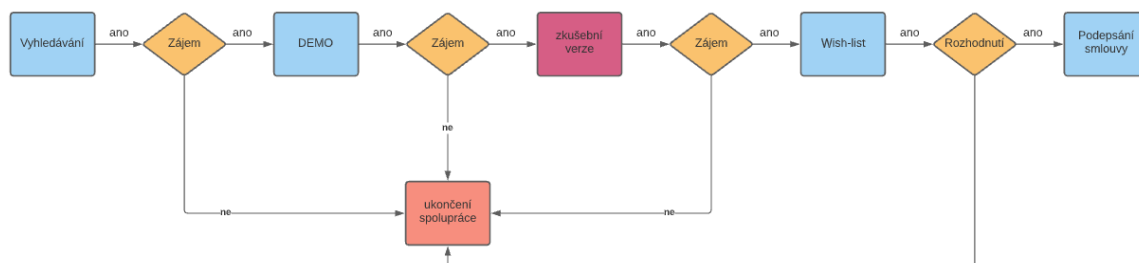 Vyhledávání
ano
Zájem
ano
DEMO
ano
Zájem
ano
zkušební
verze
ano
Zájem
ano
Wish-list
ano
Rozhodnutí
ano
Podepsání
smlouvy
ne
ne
ne
ukončení
spolupráce